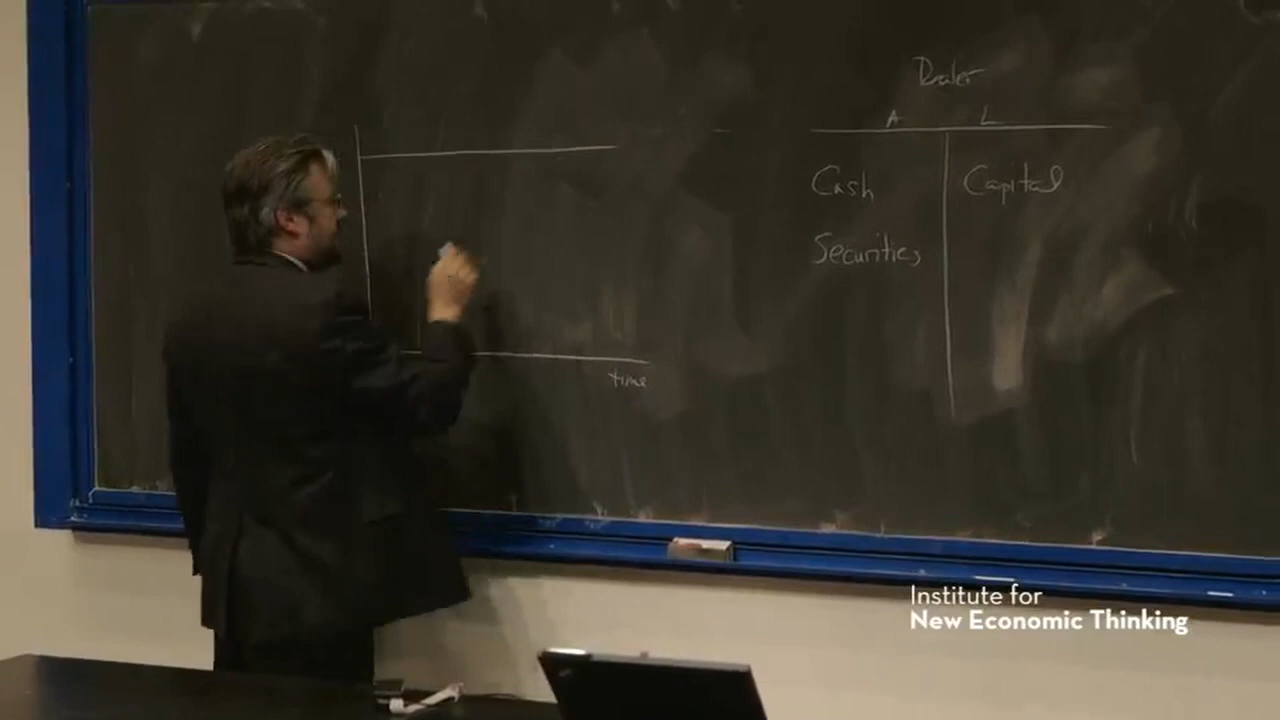 Dealer
A L
Cash Capital
Securities
time
Institute for
New Economic Thinking